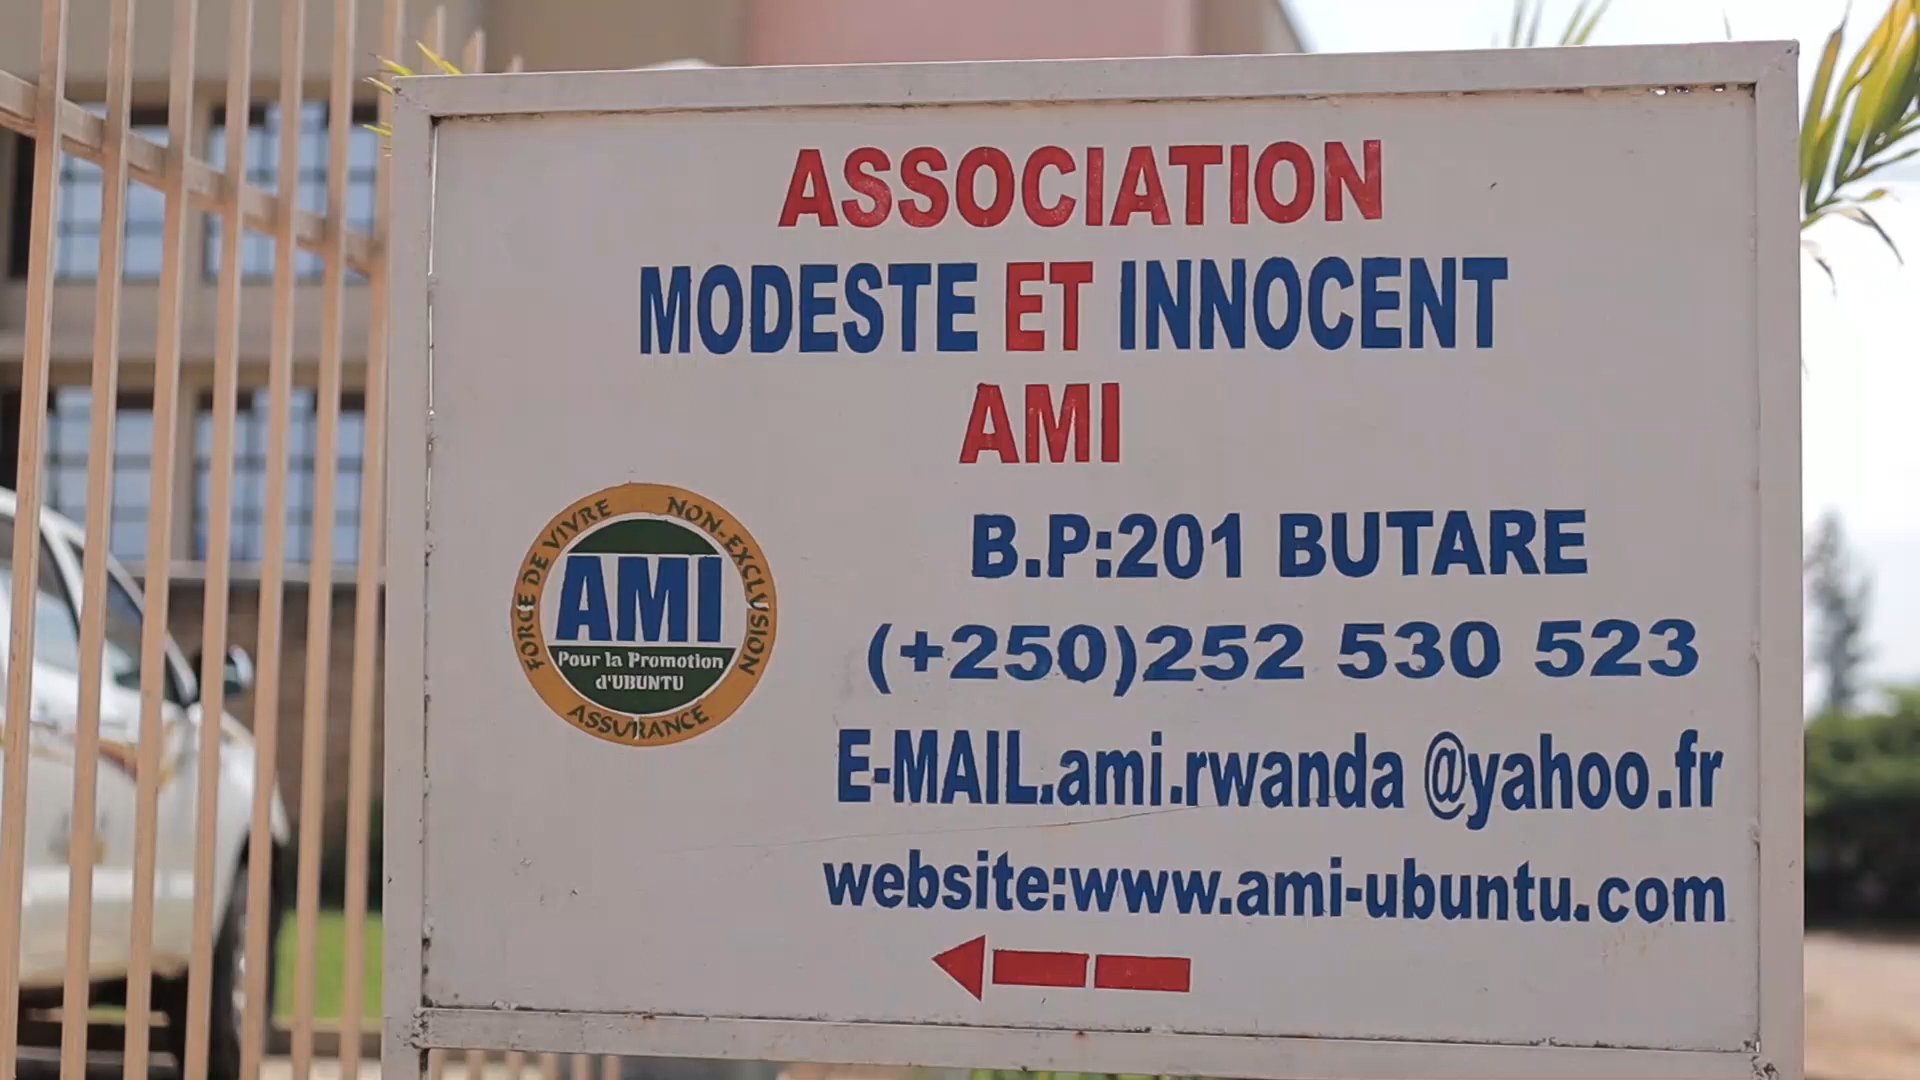 ASSOCIATION
MODESTE ET INNOCENT
AMI
B.P:201 BUTARE
(+250)252 530 523
E-MAIL.ami.rwanda @yahoo.fr
website:www.ami-ubuntu.com
FORCE DE VIVRE
NON-EXCLUSION
AMI
Pour la Promotion
d'UBUNTU
ASSURANCE